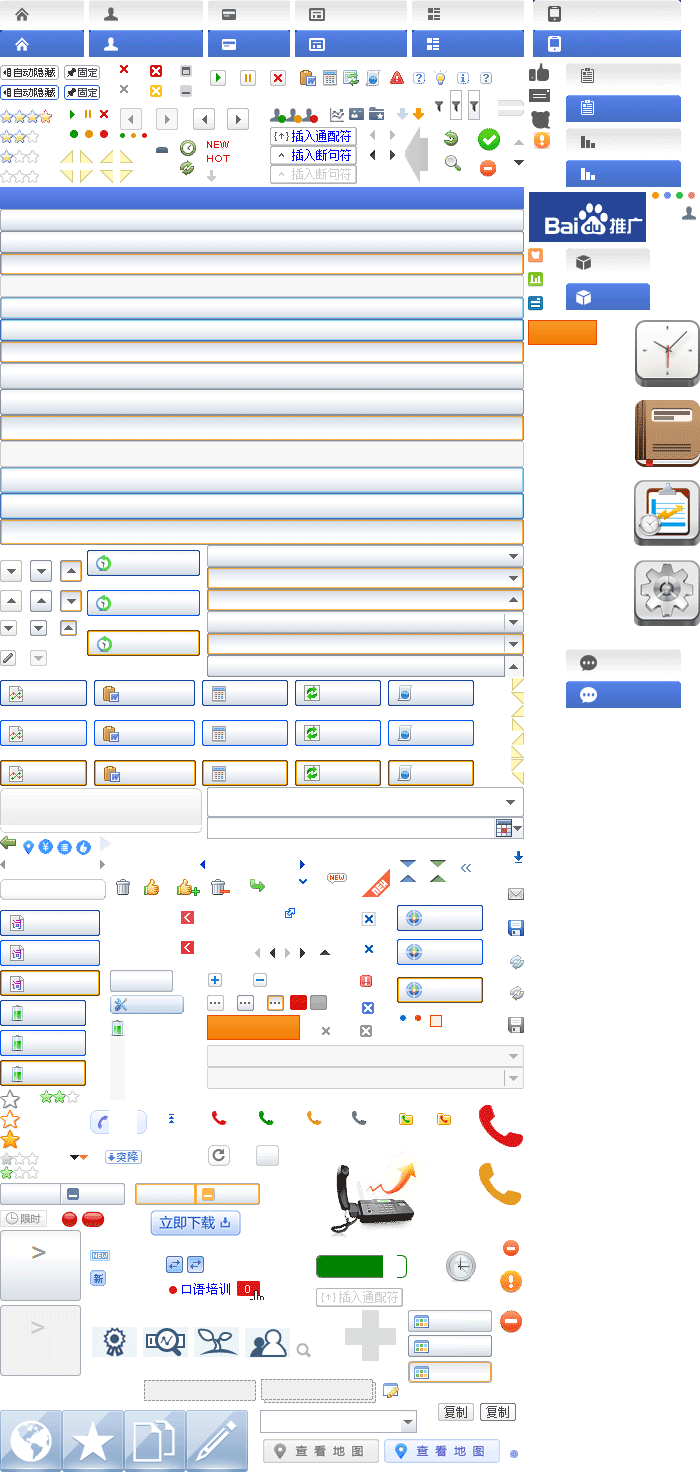 自动隐藏 固定
自动隐藏 固定
NEW
HOT
{↑}插入通配符
^ 插入断句符
^ 插入断句符
Bai du 推广
W
W
W
W
NEW
NEW
词
词
词
突降
限时
立即下载
NEW
新
口语培训 0
{↑}插入通配符
复制 复制
查看地图 查看地图